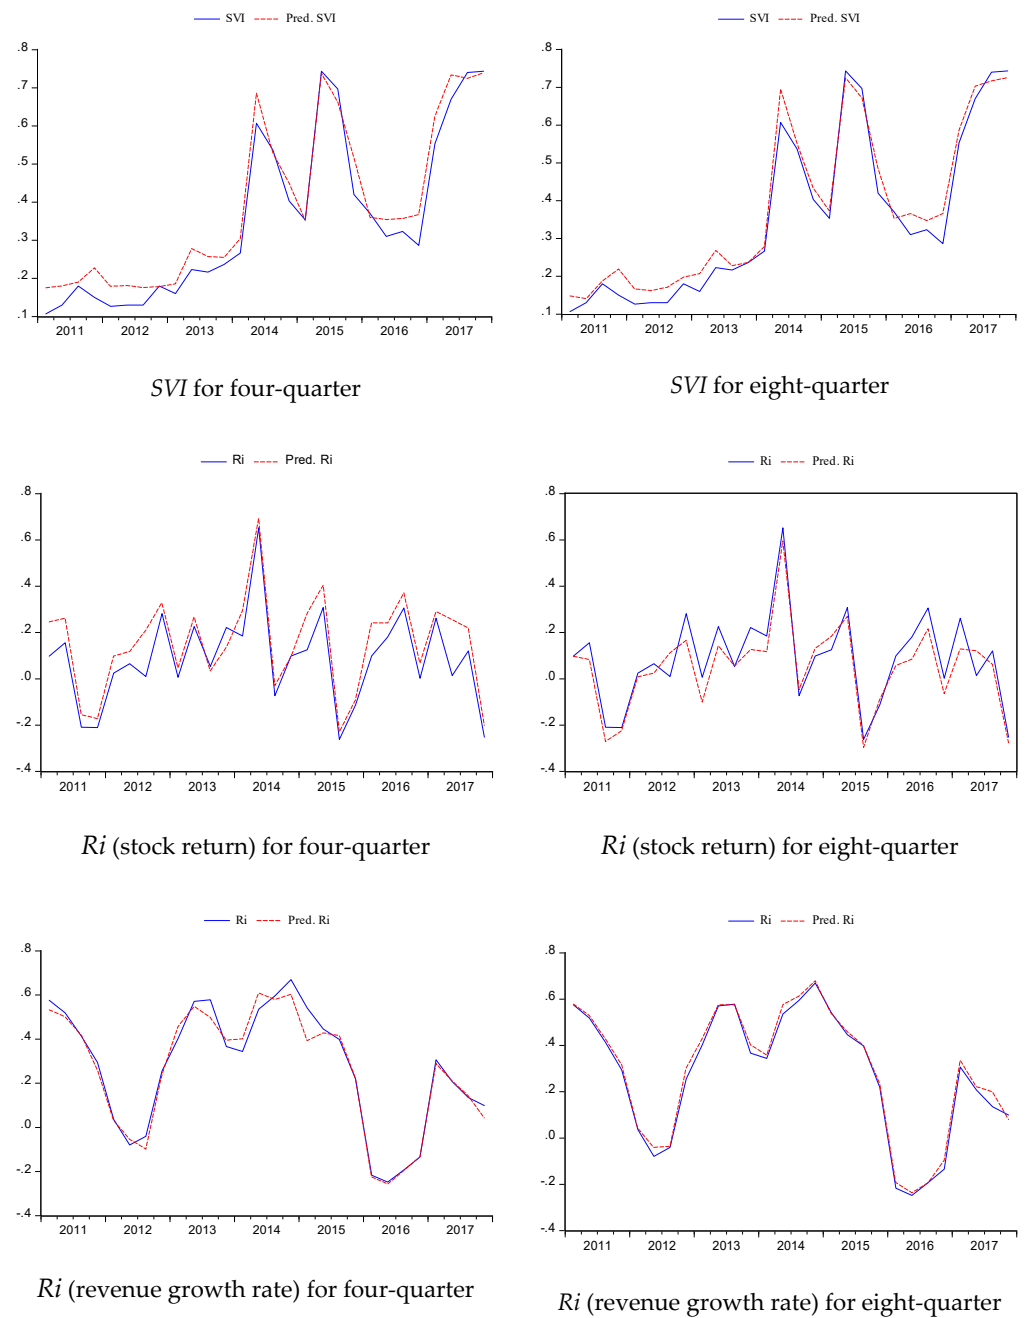 SVI Pred. SVI
.8
.7
.6
.5
.4
.3
.2
.1
2011 2012 2013 2014 2015 2016 2017
SVI for four-quarter
SVI Pred. SVI
.8
.7
.6
.5
.4
.3
.2
.1
2011 2012 2013 2014 2015 2016 2017
SVI for eight-quarter
Ri Pred. Ri
.8
.6
.4
.2
.0
-.2
-.4
2011 2012 2013 2014 2015 2016 2017
Ri (stock return) for four-quarter
Ri Pred. Ri
.8
.6
.4
.2
.0
-.2
-.4
2011 2012 2013 2014 2015 2016 2017
Ri (stock return) for eight-quarter
Ri Pred. Ri
.8
.6
.4
.2
.0
-.2
-.4
2011 2012 2013 2014 2015 2016 2017
Ri (revenue growth rate) for four-quarter
Ri Pred. Ri
.8
.6
.4
.2
.0
-.2
-.4
2011 2012 2013 2014 2015 2016 2017
Ri (revenue growth rate) for eight-quarter